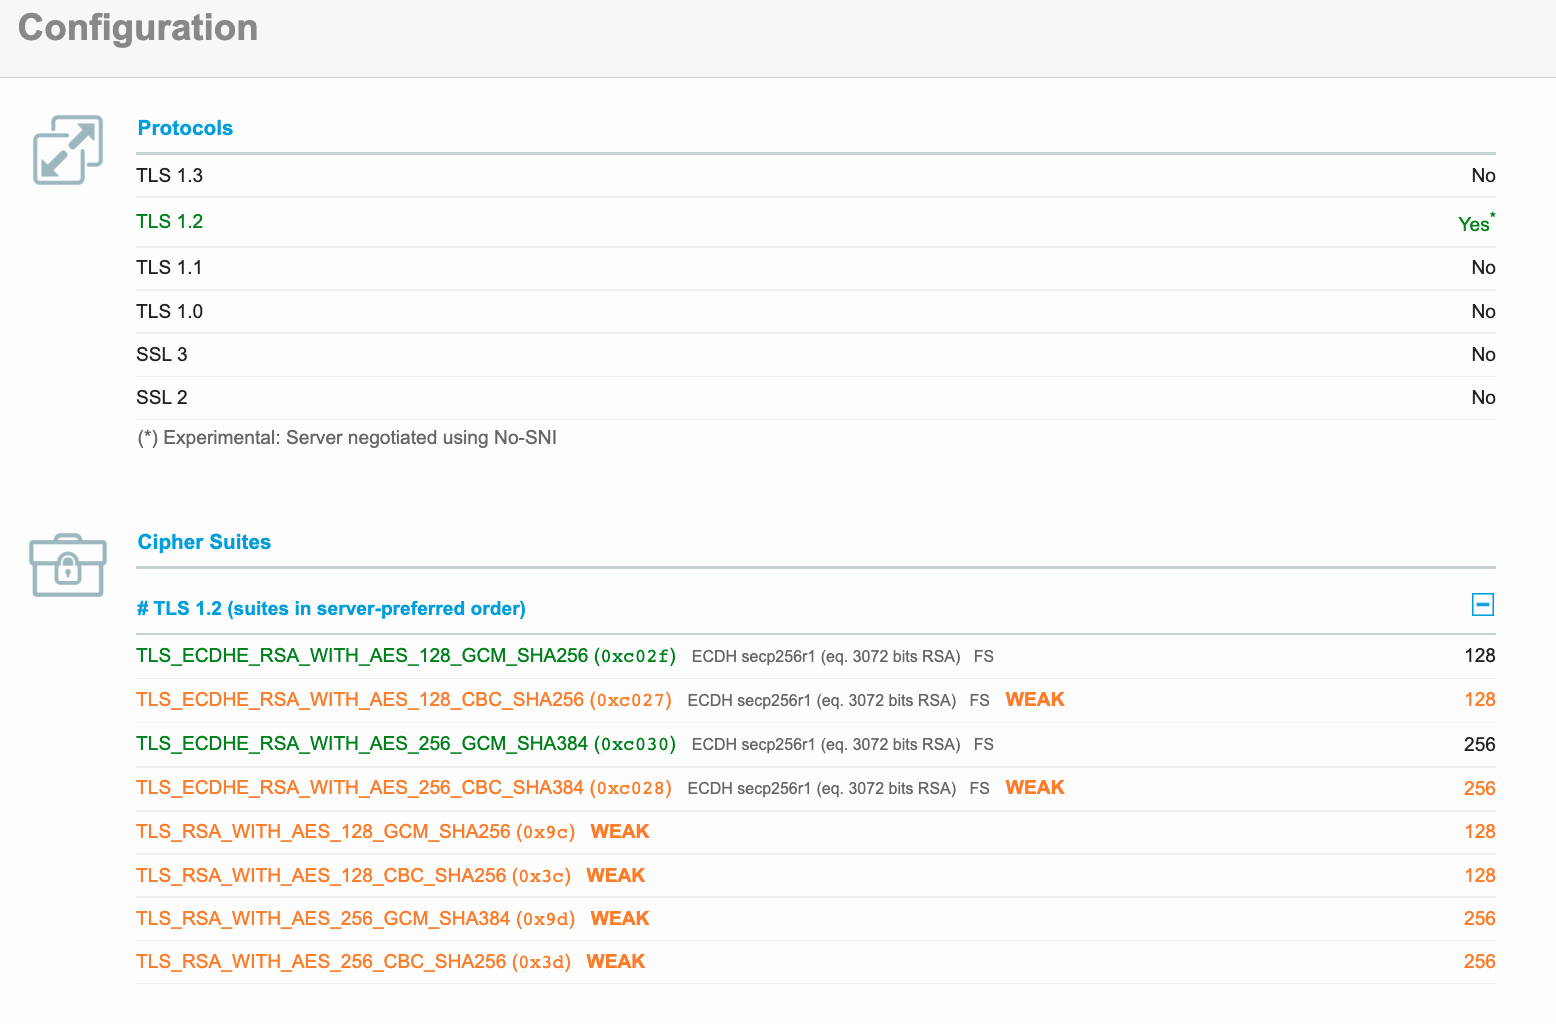 Configuration
Protocols
TLS 1.3 No
TLS 1.2 Yes*
TLS 1.1 No
TLS 1.0 No
SSL 3 No
SSL 2 No
(*) Experimental: Server negotiated using No-SNI
Cipher Suites
# TLS 1.2 (suites in server-preferred order)
TLS_ECDHE_RSA_WITH_AES_128_GCM_SHA256 (0xc02f) ECDH secp256r1 (eq. 3072 bits RSA) FS 128
TLS_ECDHE_RSA_WITH_AES_128_CBC_SHA256 (0xc027) ECDH secp256r1 (eq. 3072 bits RSA) FS WEAK 128
TLS_ECDHE_RSA_WITH_AES_256_GCM_SHA384 (0xc030) ECDH secp256r1 (eq. 3072 bits RSA) FS 256
TLS_ECDHE_RSA_WITH_AES_256_CBC_SHA384 (0xc028) ECDH secp256r1 (eq. 3072 bits RSA) FS WEAK 256
TLS_RSA_WITH_AES_128_GCM_SHA256 (0x9c) WEAK 128
TLS_RSA_WITH_AES_128_CBC_SHA256 (0x3c) WEAK 128
TLS_RSA_WITH_AES_256_GCM_SHA384 (0x9d) WEAK 256
TLS_RSA_WITH_AES_256_CBC_SHA256 (0x3d) WEAK 256